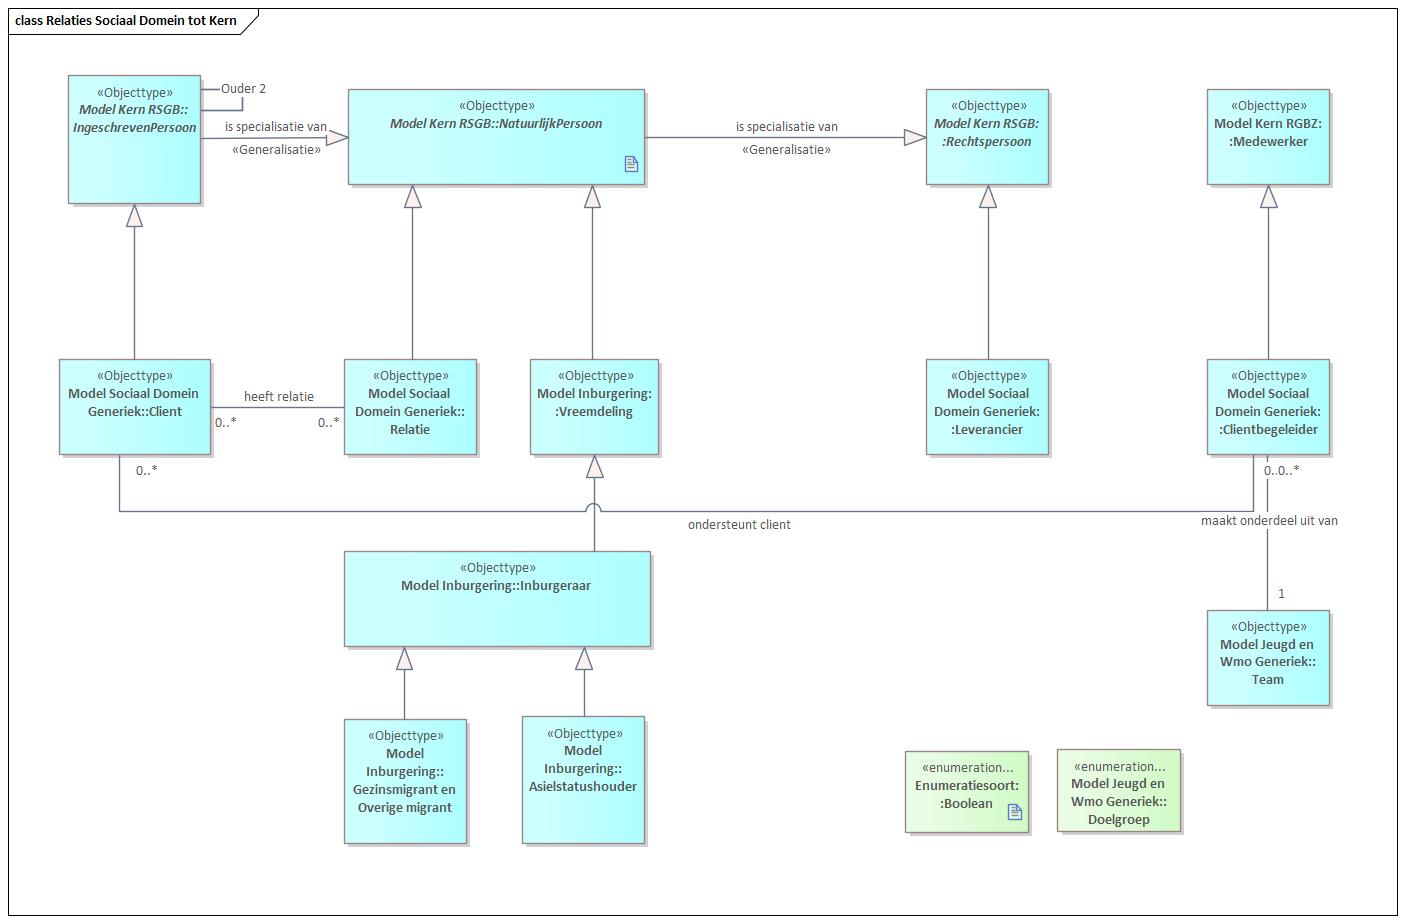 class Relaties Sociaal Domein tot Kern
«Objecttype»
Model Kern RSGB::
IngeschrevenPersoon
Ouder 2
is specialisatie van
«Generalisatie»
«Objecttype»
Model Kern RSGB::NatuurlijkPersoon
is specialisatie van
«Generalisatie»
«Objecttype»
Model Kern RSGB:
:Rechtspersoon
«Objecttype»
Model Kern RGBZ:
:Medewerker
«Objecttype»
Model Sociaal Domein
Generiek::Client
heeft relatie
0..*
0..*
«Objecttype»
Model Sociaal
Domein Generiek::
Relatie
«Objecttype»
Model Inburgering:
:Vreemdeling
«Objecttype»
Model Sociaal
Domein Generiek:
:Leverancier
«Objecttype»
Model Sociaal
Domein Generiek:
:Clientbegeleider
0..*
0..0..*
ondersteunt client
maakt onderdeel uit van
1
«Objecttype»
Model Inburgering::Inburgeraar
«Objecttype»
Model Jeugd en
Wmo Generiek::
Team
«Objecttype»
Model
Inburgering::
Gezinsmigrant en
Overige migrant
«Objecttype»
Model
Inburgering::
Asielstatushouder
«enumeration...
Enumeratiesoort:
:Boolean
«enumeration...
Model Jeugd en
Wmo Generiek::
Doelgroep